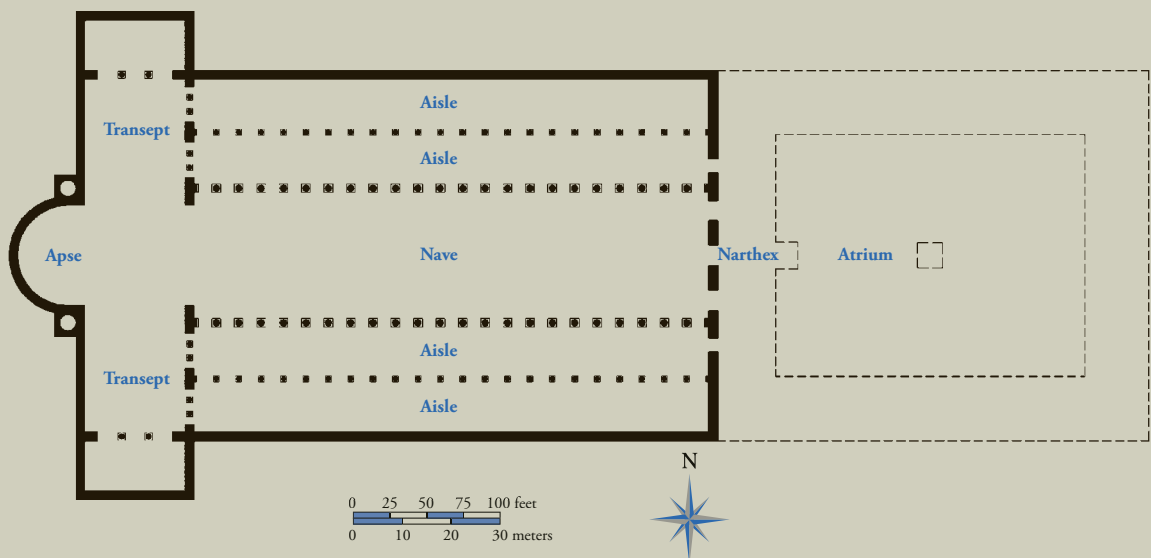 Aisle
Transept
Aisle
Apse
Nave
Narthex
Atrium
Aisle
Transept
Aisle
N
0 25 50 75 100 feet
0 10 20 30 meters